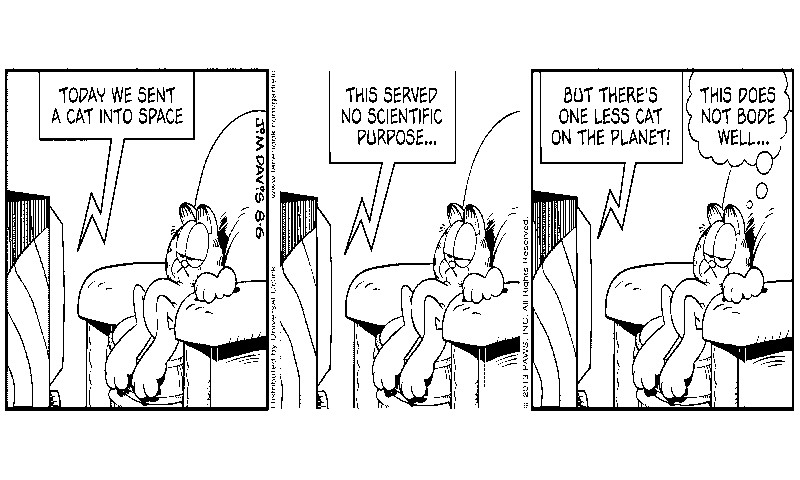 TODAY WE SENT
A CAT INTO SPACE
JIM DAVIS 8-6
THIS SERVED
NO SCIENTIFIC
PURPOSE...
© 2013 PAWS, INC. All Rights Reserved.
BUT THERE'S
ONE LESS CAT
ON THE PLANET!
THIS DOES
NOT BODE
WELL...